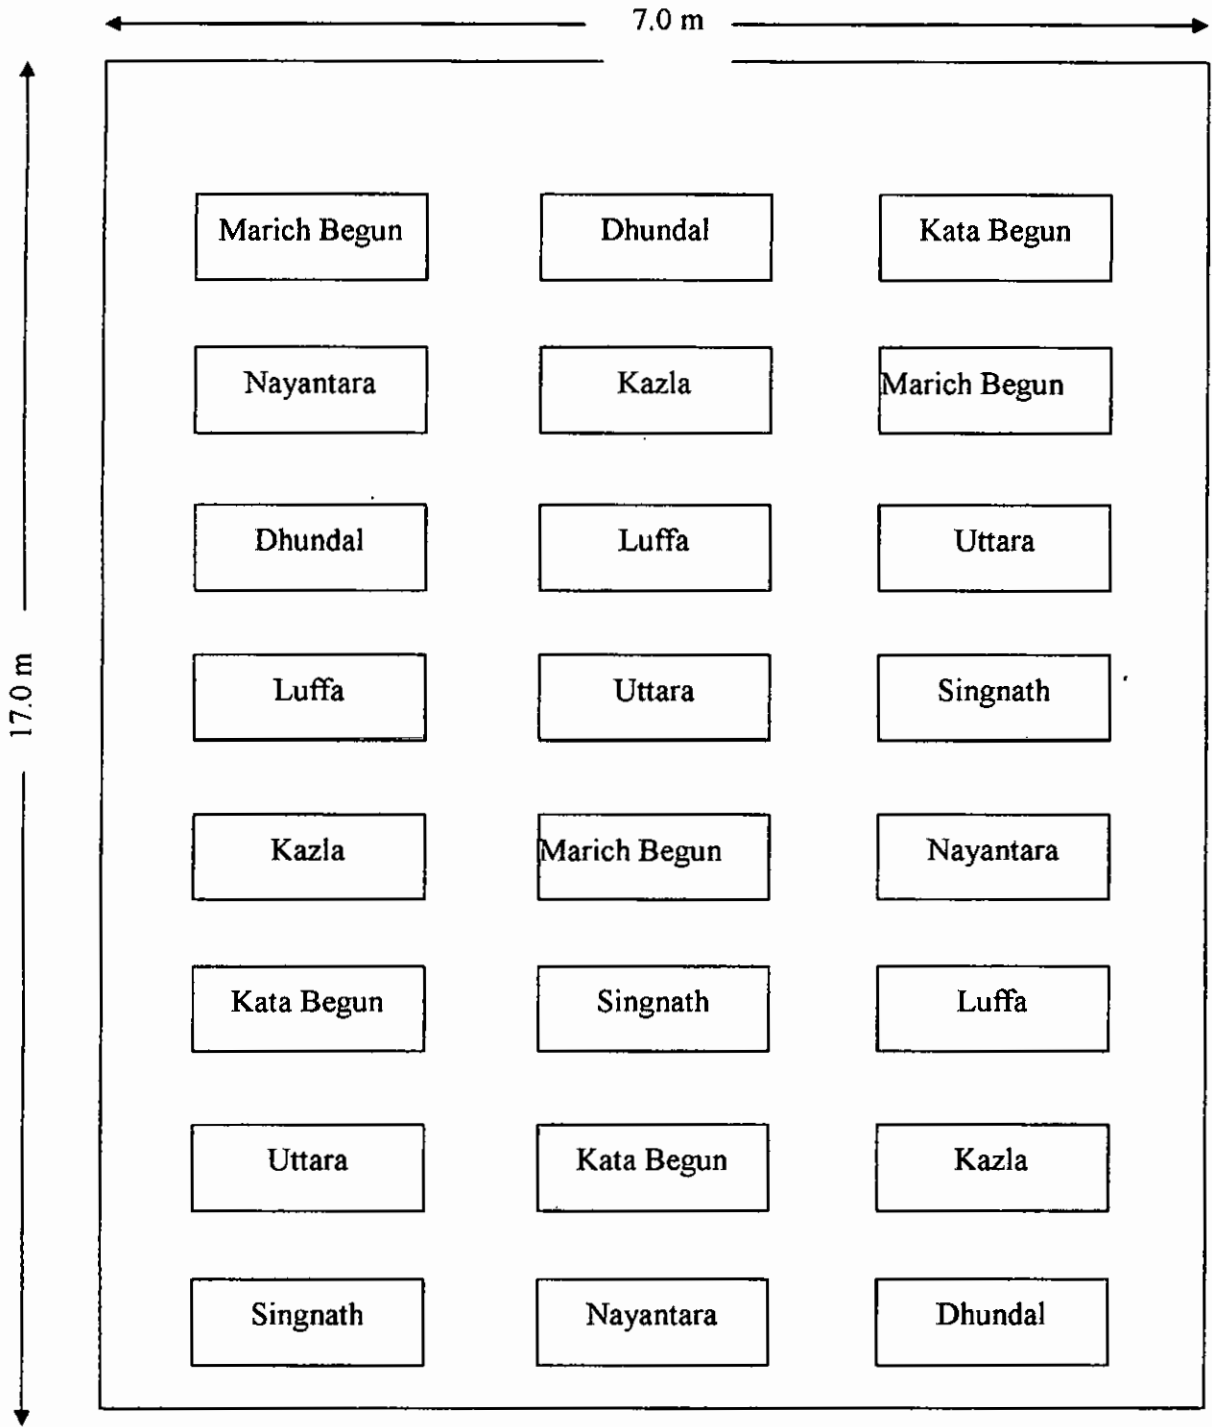 7.0 m
Marich Begun Dhundal Kata Begun
Nayantara Kazla Marich Begun
Dhundal Luffa Uttara
Luffa Uttara Singnath
17.0 m
Kazla Marich Begun Nayantara
Kata Begun Singnath Luffa
Uttara Kata Begun Kazla
Singnath Nayantara Dhundal